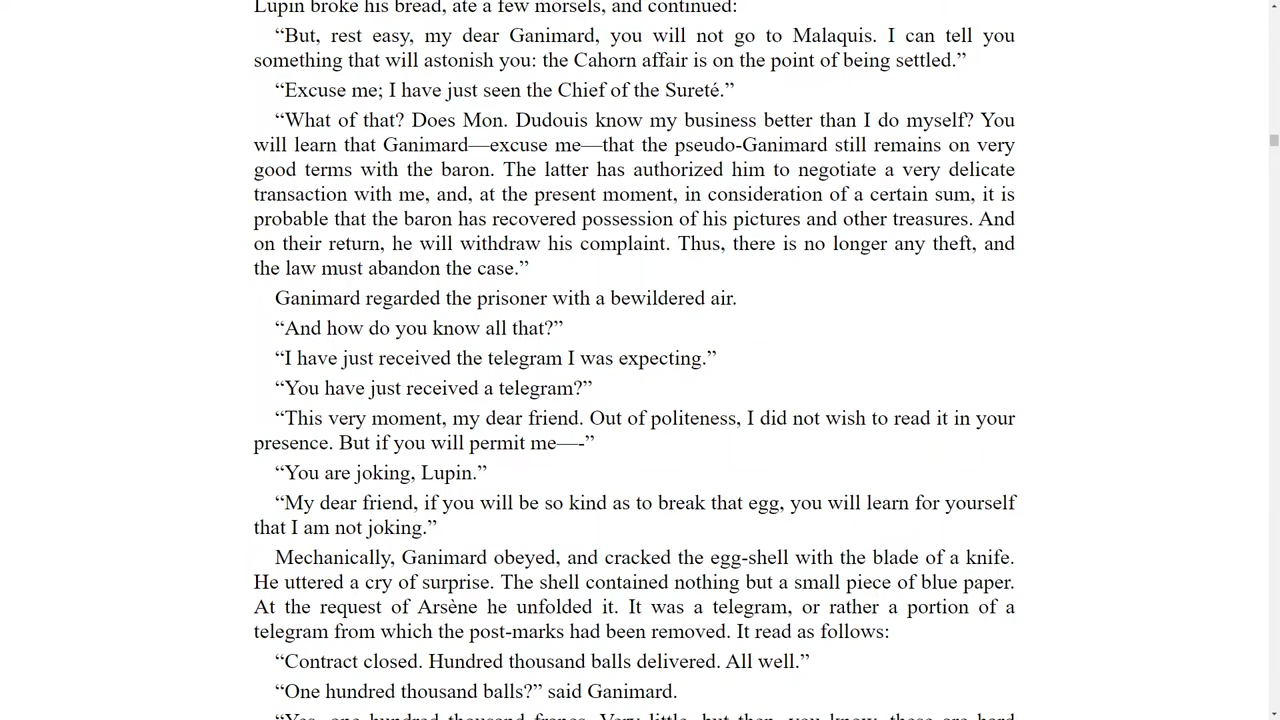 Lupin broke his bread, ate a few morsels, and continued:
“But, rest easy, my dear Ganimard, you will not go to Malaquis. I can tell you
something that will astonish you: the Cahorn affair is on the point of being settled.”
“Excuse me; I have just seen the Chief of the Sureté.”
“What of that? Does Mon. Dudouis know my business better than I do myself? You
will learn that Ganimard—excuse me—that the pseudo-Ganimard still remains on very
good terms with the baron. The latter has authorized him to negotiate a very delicate
transaction with me, and, at the present moment, in consideration of a certain sum, it is
probable that the baron has recovered possession of his pictures and other treasures. And
on their return, he will withdraw his complaint. Thus, there is no longer any theft, and
the law must abandon the case.”
Ganimard regarded the prisoner with a bewildered air.
“And how do you know all that?”
“I have just received the telegram I was expecting.”
“You have just received a telegram?”
“This very moment, my dear friend. Out of politeness, I did not wish to read it in your
presence. But if you will permit me—-”
“You are joking, Lupin.”
“My dear friend, if you will be so kind as to break that egg, you will learn for yourself
that I am not joking.”
Mechanically, Ganimard obeyed, and cracked the egg-shell with the blade of a knife.
He uttered a cry of surprise. The shell contained nothing but a small piece of blue paper.
At the request of Arsène he unfolded it. It was a telegram, or rather a portion of a
telegram from which the post-marks had been removed. It read as follows:
“Contract closed. Hundred thousand balls delivered. All well.”
“One hundred thousand balls?” said Ganimard.
“Yes, one hundred thousand francs. Very little, but then, you know, these are hard